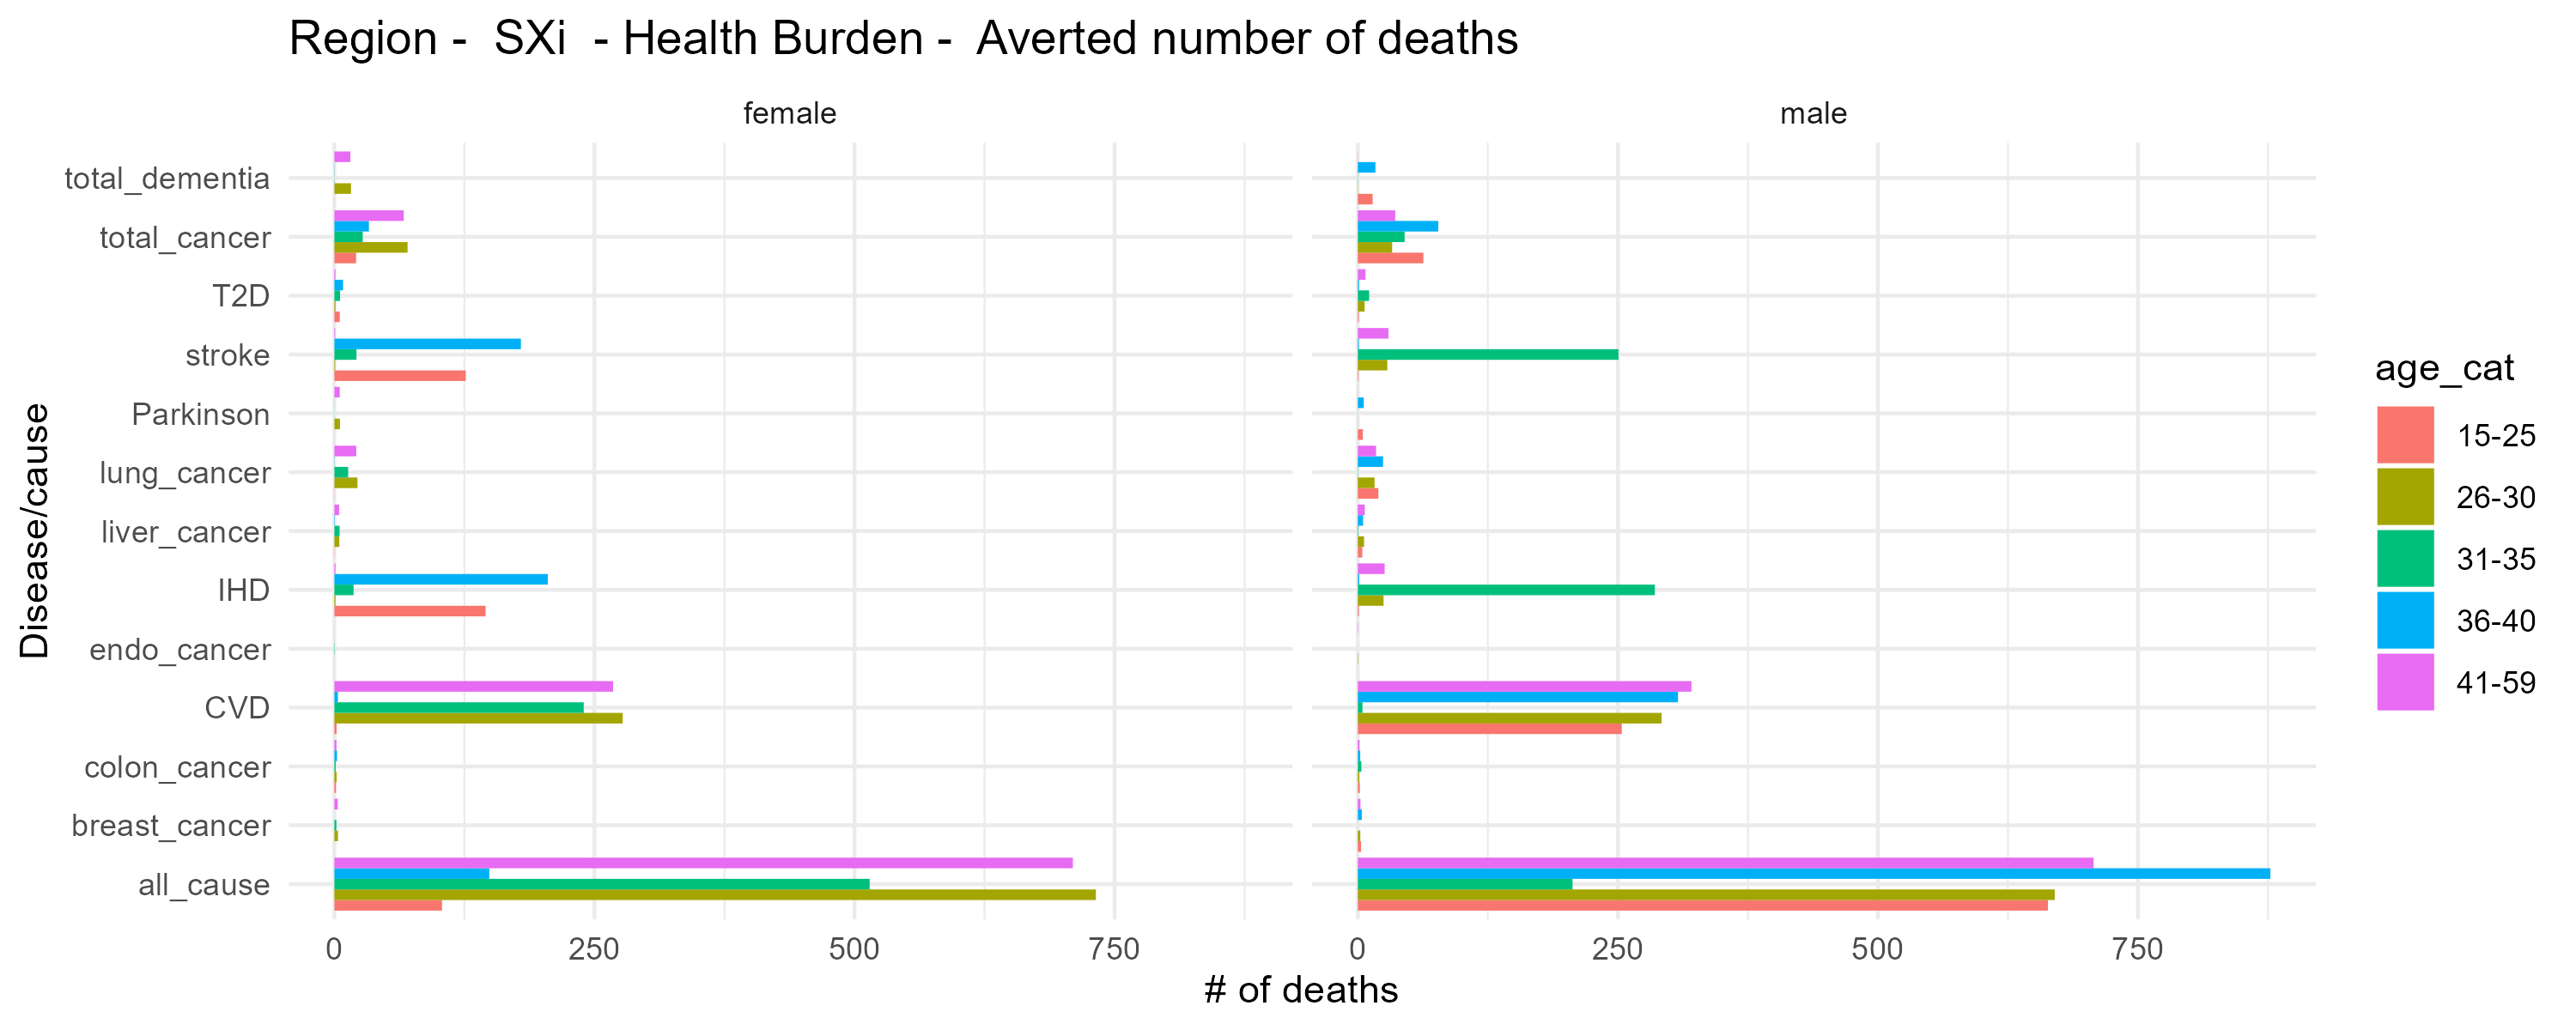 Region -  SXi  - Health Burden -  Averted number of deaths
female
male
total_dementia
total_cancer
T2D
stroke
Parkinson
lung_cancer
liver_cancer
IHD
endo_cancer
CVD
colon_cancer
breast_cancer
all_cause
Disease/cause
0 250 500 750
0 250 500 750
# of deaths
age_cat
15-25
26-30
31-35
36-40
41-59